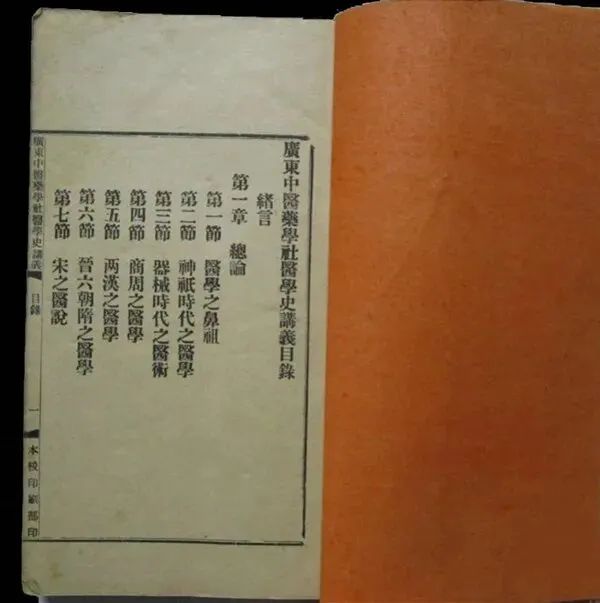 廣東中醫藥學社醫學史講義目錄
緒言
第一章 總論
第一節 醫學之鼻祖
第二節 神祇時代之醫學
第三節 器械時代之醫術
第四節 商周之醫學
第五節 两漢之醫學
第六節 晉六朝隋之醫學
第七節 宋之醫說
廣東中醫藥學社醫學史講義 目錄 一 本校印刷部印